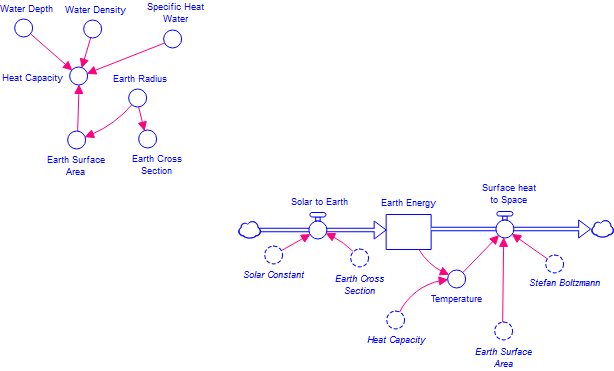 Water Depth
Water Density
Specific Heat
Water
Heat Capacity
Earth Radius
Earth Surface
Area
Earth Cross
Section
Solar to Earth
Earth Energy
Surface heat
to Space
Solar Constant
Earth Cross
Section
Temperature
Stefan Boltzmann
Heat Capacity
Earth Surface
Area